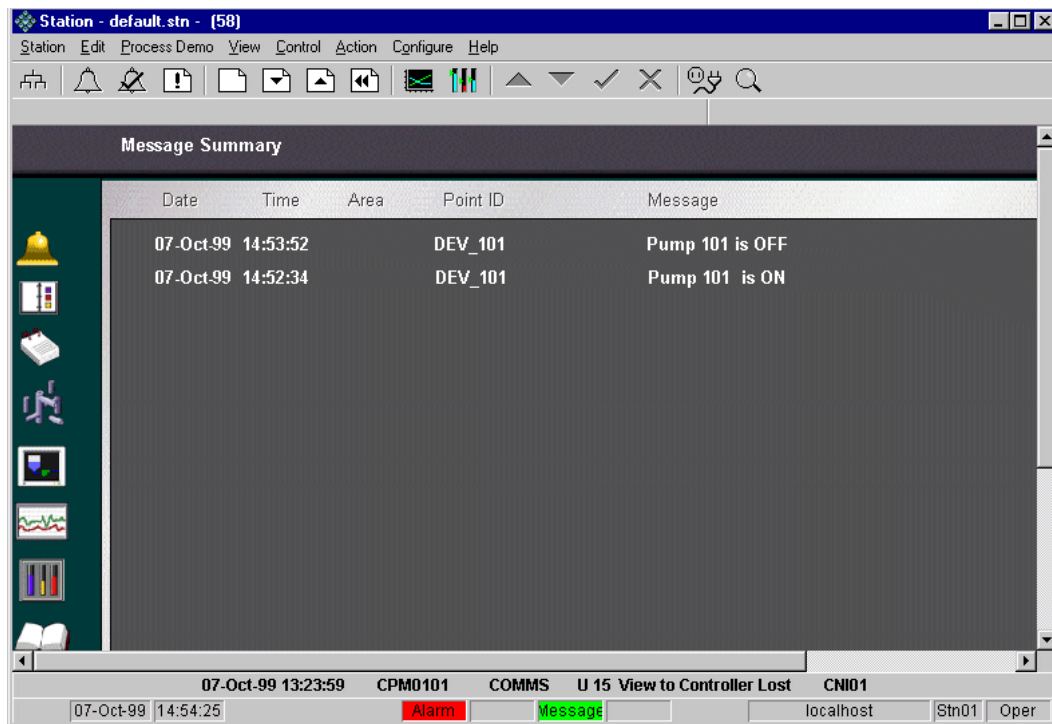 Station - default.stn - (58)
Station Edit Process Demo View Control Action Configure Help
Message Summary
Date Time Area Point ID Message
07-Oct-99 14:53:52 DEV_101 Pump 101 is OFF
07-Oct-99 14:52:34 DEV_101 Pump 101 is ON
07-Oct-99 13:23:59 CPM0101 COMMS U 15 View to Controller Lost CNI01
07-Oct-99 14:54:25 Alarm Message localhost Stn01 Oper